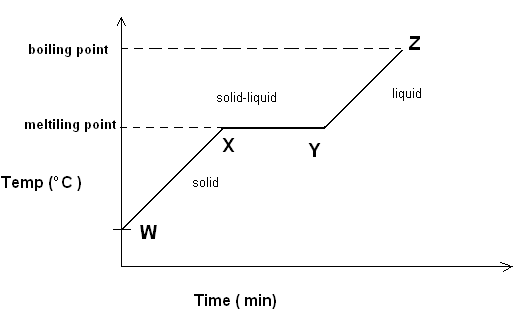 Z
boiling point
solid-liquid
liquid
meltiling point
X
Y
Temp (°C )
solid
W
Time ( min)